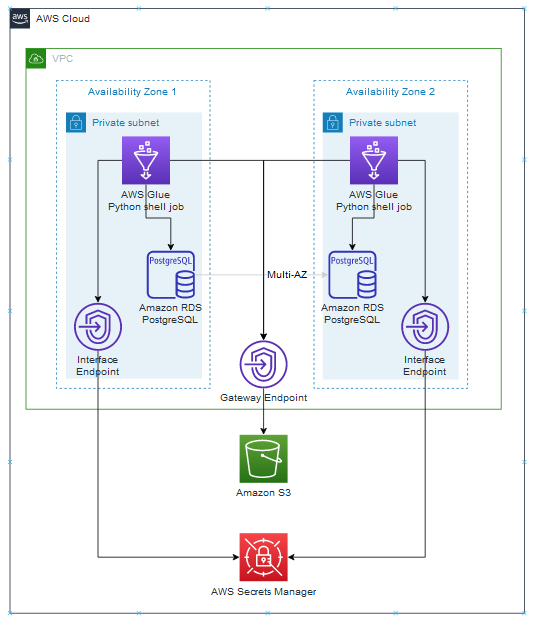 aws
AWS Cloud
VPC
Availability Zone 1
Availability Zone 2
Private subnet
Private subnet
AWS Glue
Python shell job
AWS Glue
Python shell job
PostgreSQL
PostgreSQL
Multi-AZ
Amazon RDS
PostgreSQL
Amazon RDS
PostgreSQL
Interface
Endpoint
Interface
Endpoint
Gateway Endpoint
Amazon S3
AWS Secrets Manager